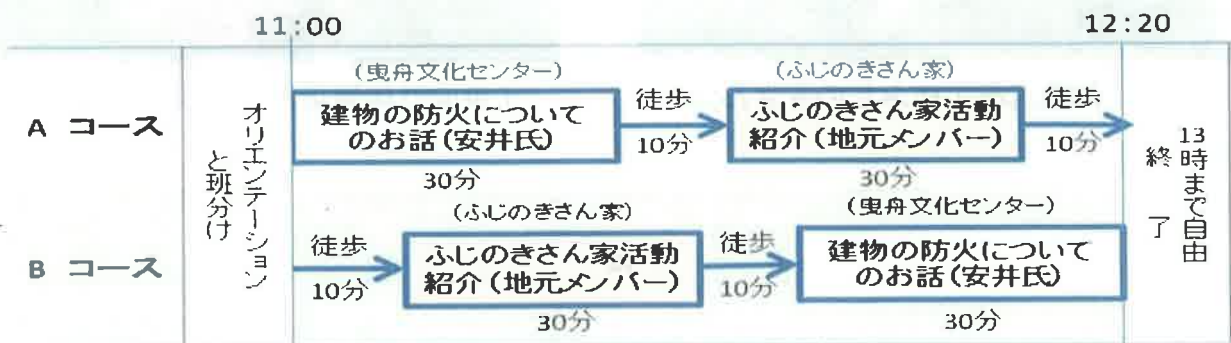 11:00
12:20
A コース
オリエンテーション
と班分け
(曳舟文化センター)
建物の防火について
のお話(安井氏)
30分
徒歩
10分
(ふじのきさん家)
ふじのきさん家活動
紹介(地元メンバー)
30分
徒歩
10分
B コース
徒歩
10分
(ふじのきさん家)
ふじのきさん家活動
紹介(地元メンバー)
30分
徒歩
10分
(曳舟文化センター)
建物の防火について
のお話(安井氏)
30分
13時まで自由
終 了